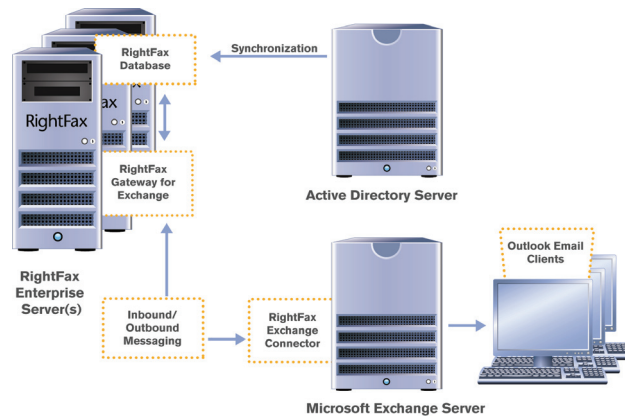 RightFax
Database
Synchronization
RightFax
ax
RightFax
Gateway for
Exchange
Active Directory Server
RightFax
Enterprise
Server(s)
Inbound/
Outbound
Messaging
RightFax
Exchange
Connector
Outlook Email
Clients
Microsoft Exchange Server